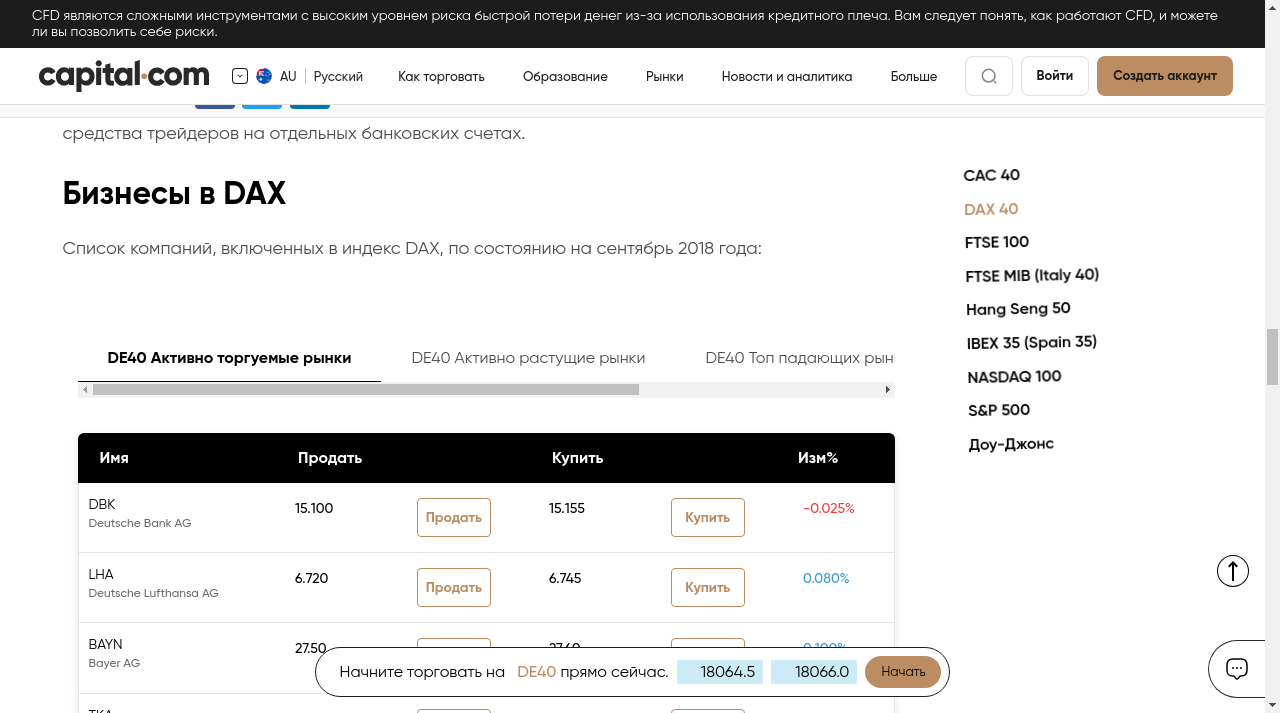 CFD являются сложными инструментами с высоким уровнем риска быстрой потери денег из-за использования кредитного плеча. Вам следует понять, как работают CFD, и можете
ли вы позволить себе риски.
capital.com
AU
Русский
Как торговать
Образование
Рынки
Новости и аналитика
Больше
Войти
Создать аккаунт
средства трейдеров на отдельных банковских счетах.
Бизнесы в DAX
Список компаний, включенных в индекс DAX, по состоянию на сентябрь 2018 года:
CAC 40
DAX 40
FTSE 100
FTSE MIB (Italy 40)
Hang Seng 50
IBEX 35 (Spain 35)
NASDAQ 100
S&P 500
Доу-Джонс
DE40 Активно торгуемые рынки
DE40 Активно растущие рынки
DE40 Топ падающих
Имя Продать Купить Изм%
DBK
Deutsche Bank AG
15.100 Продать 15.155 Купить -0.025%
LHA
Deutsche Lufthansa AG
6.720 Продать 6.745 Купить 0.080%
BAYN
Bayer AG
27.50
Начните торговать на DE40 прямо сейчас. 18064.5 18066.0 Начать